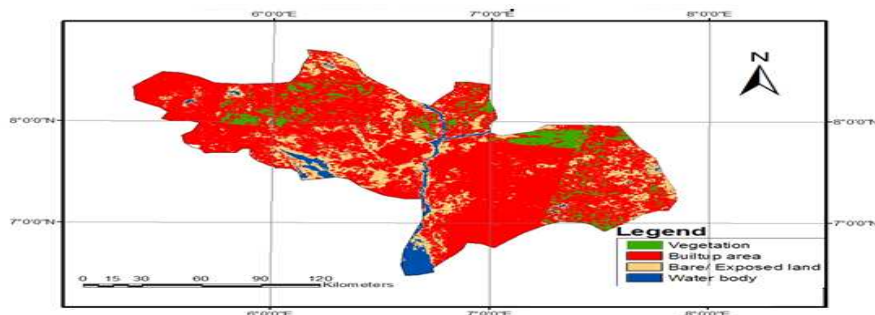 6°0'0"E 7°0'0"E 8°0'0"E
N
8°0'0"N 8°0'0"N
7°0'0"N 7°0'0"N
Legend
Vegetation
Builtup area
Bare/ Exposed land
Water body
0 15 30 60 90 120
Kilometers
6°0'0"E 7°0'0"E 8°0'0"E